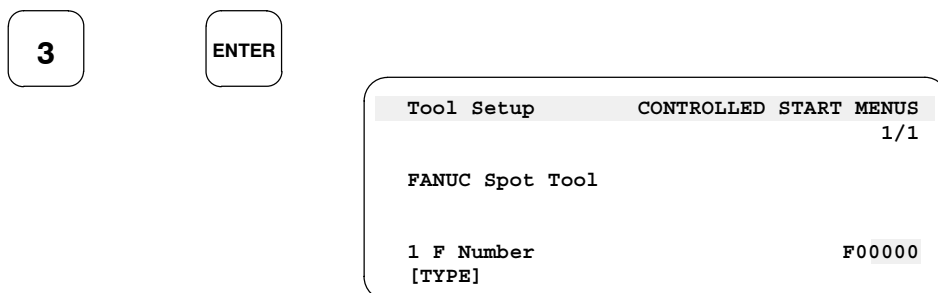 3 ENTER
Tool Setup CONTROLLED START MENUS
1/1
FANUC Spot Tool
1 F Number F00000
[TYPE]